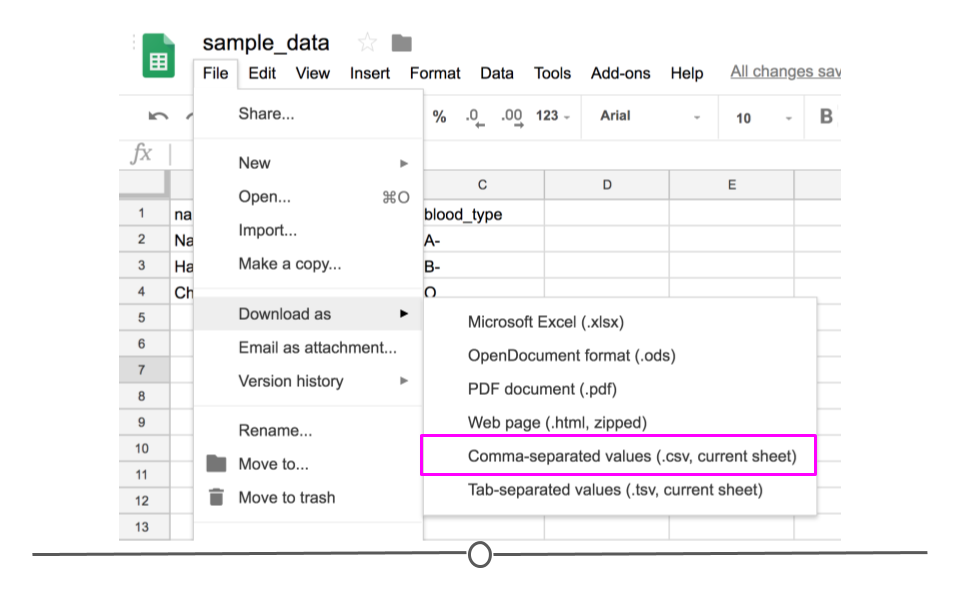 sample_data
File Edit View Insert Format Data Tools Add-ons Help All changes sav
Share... % .0 .00 123 Arial 10 B
fx
New
Open... ⌘O
Import...
Make a copy...
Download as
Email as attachment...
Version history
Rename...
Move to...
Move to trash
C D E
1 na blood_type
2 Na A-
3 Ha B-
4 Ch O
5
6
7
8
9
10
11
12
13
Microsoft Excel (.xlsx)
OpenDocument format (.ods)
PDF document (.pdf)
Web page (.html, zipped)
Comma-separated values (.csv, current sheet)
Tab-separated values (.tsv, current sheet)